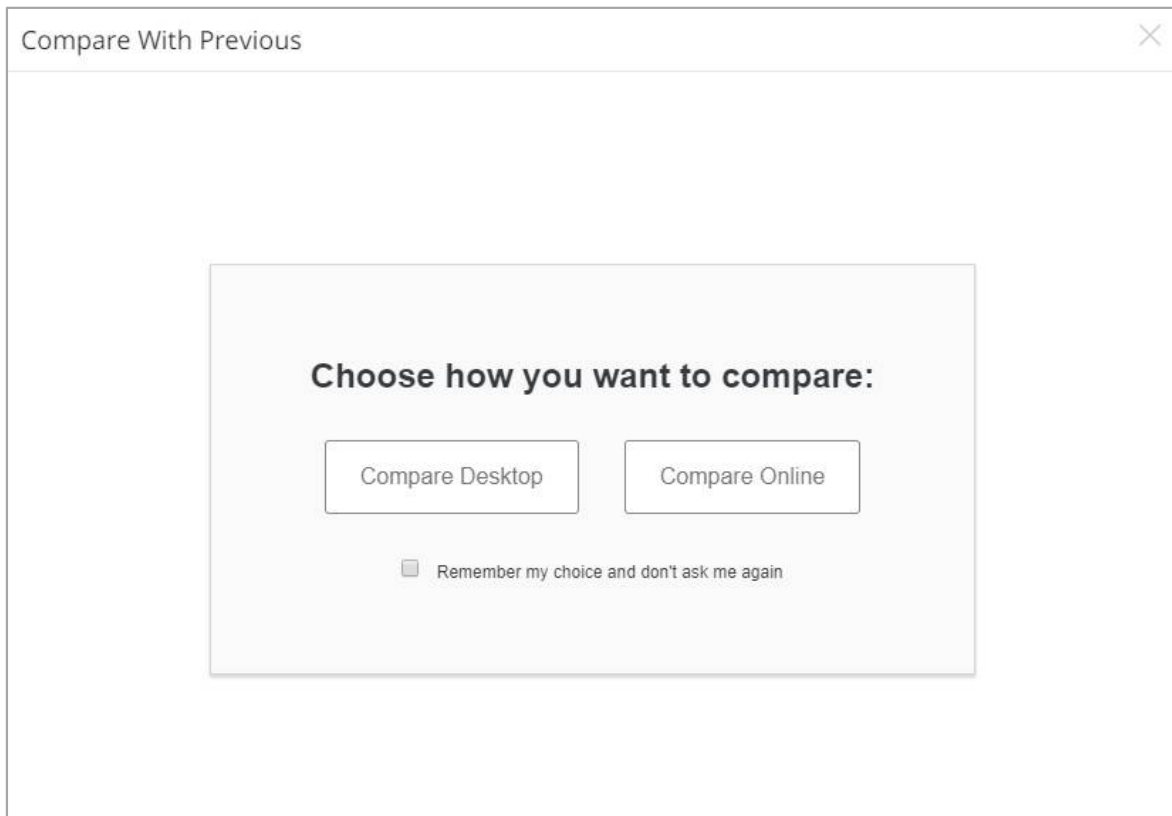 Compare With Previous
Choose how you want to compare:
Compare Desktop
Compare Online
Remember my choice and don't ask me again